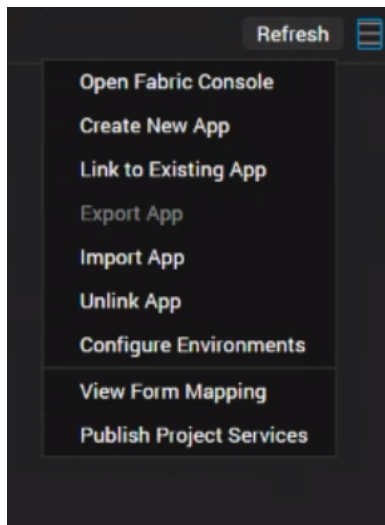 Refresh
Open Fabric Console
Create New App
Link to Existing App
Export App
Import App
Unlink App
Configure Environments
View Form Mapping
Publish Project Services